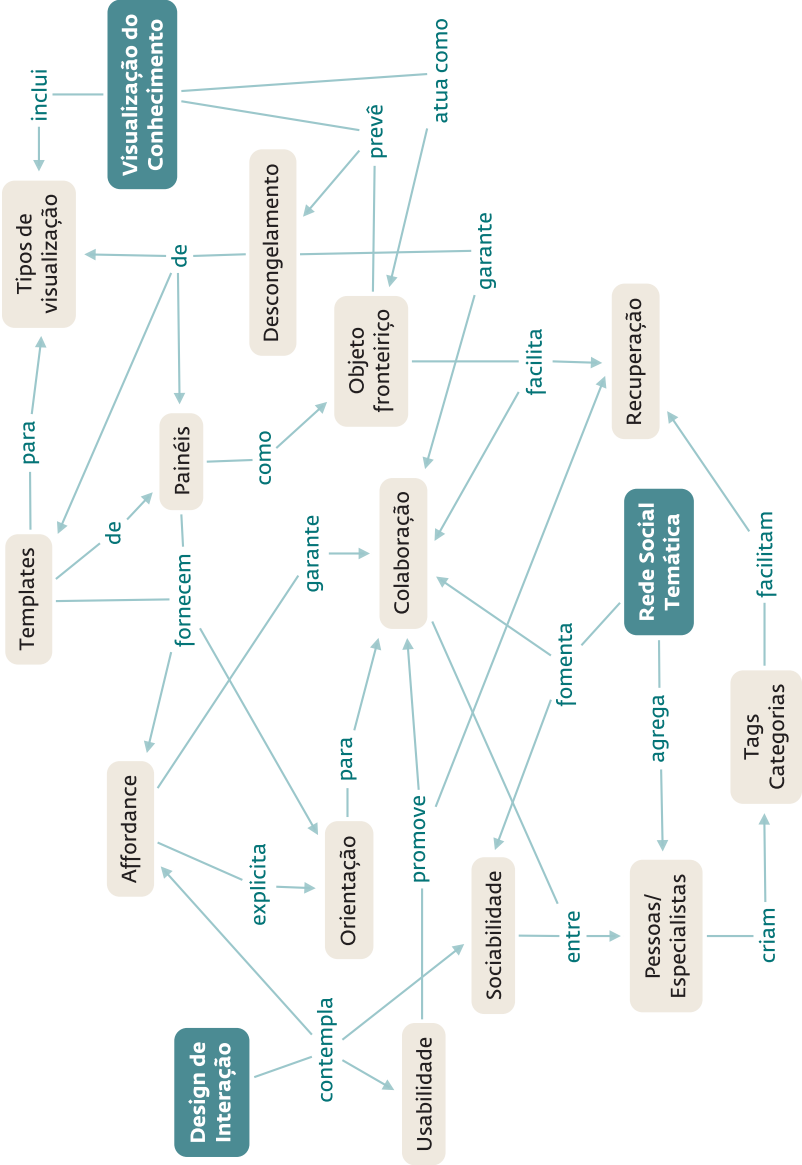 Design de
Interação
contempla
Usabilidade
Affordance
explicita
Orientação
promove
Sociabilidade
entre
Pessoas/
Especialistas
criam
Tags
Categorias
agrega
fomenta
para
Templates
fornecem
de
garante
Colaboração
Rede Social
Temática
facilitam
para
Painéis
como
Tipos de
visualização
de
Descongelamento
Objeto
fronteiriço
garante
facilita
Recuperação
inclui
Visualização do
Conhecimento
prevê
atua como